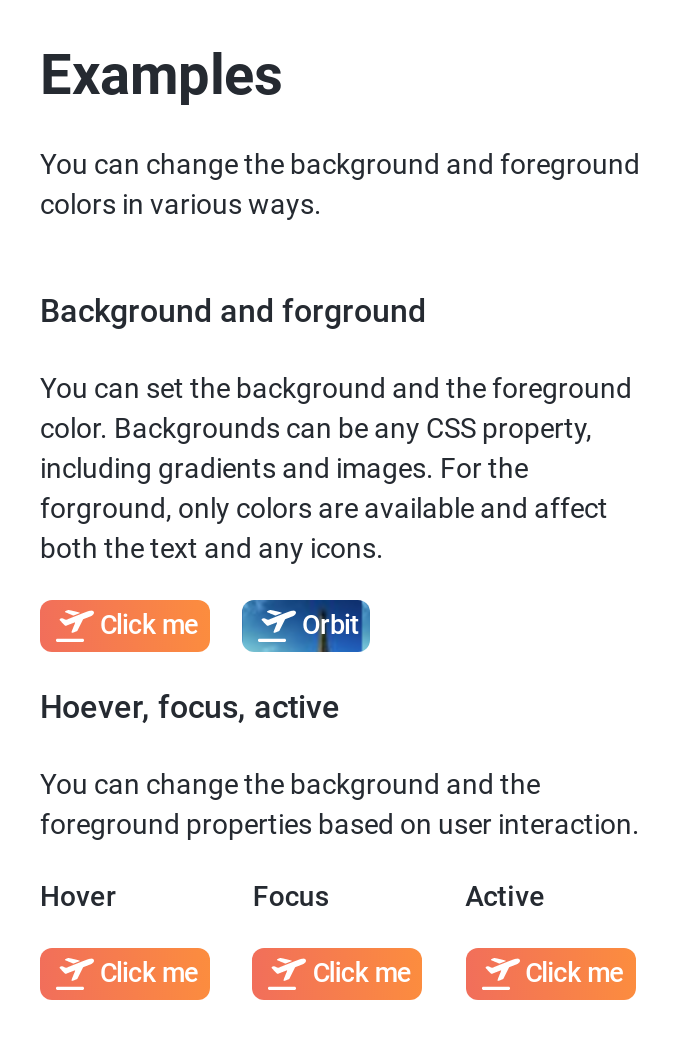 Examples
You can change the background and foreground
colors in various ways.
Background and forground
You can set the background and the foreground
color. Backgrounds can be any CSS property,
including gradients and images. For the
forground, only colors are available and affect
both the text and any icons.
Click me Orbit
Hoever, focus, active
You can change the background and the
foreground properties based on user interaction.
Hover Focus Active
Click me Click me Click me